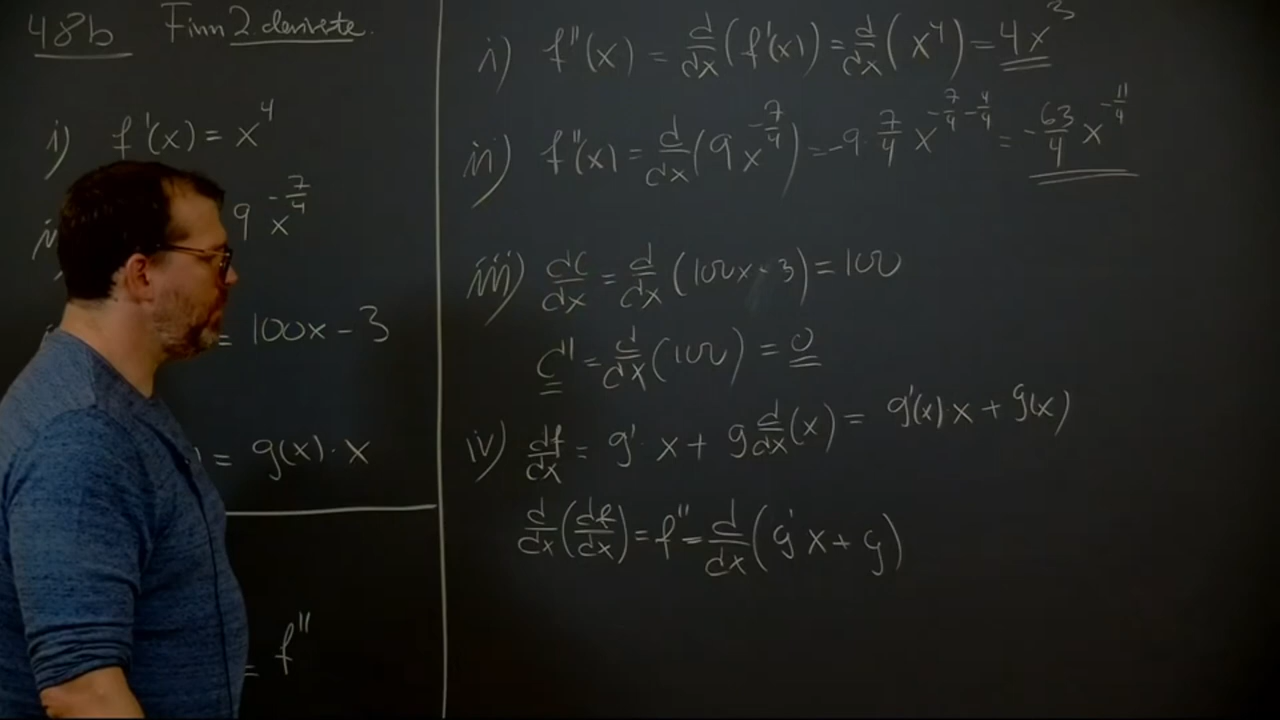 48b Finn 2. deriverte.
i) f'(x) = x^4
9 x^{-7/4}
= 100x - 3
= g(x) · x
= f''
i) f''(x) = d/dx (f'(x)) = d/dx (x^4) = 4x^3
ii) f''(x) = d/dx (9x^{-7/4}) = -9 · 7/4 x^{-7/4 - 4/4} = -63/4 x^{-11/4}
iii) dC/dx = d/dx (100x - 3) = 100
C'' = d/dx (100) = 0
iv) df/dx = g' · x + g d/dx (x) = g'(x) · x + g(x)
d/dx (df/dx) = f'' = d/dx (g' x + g)